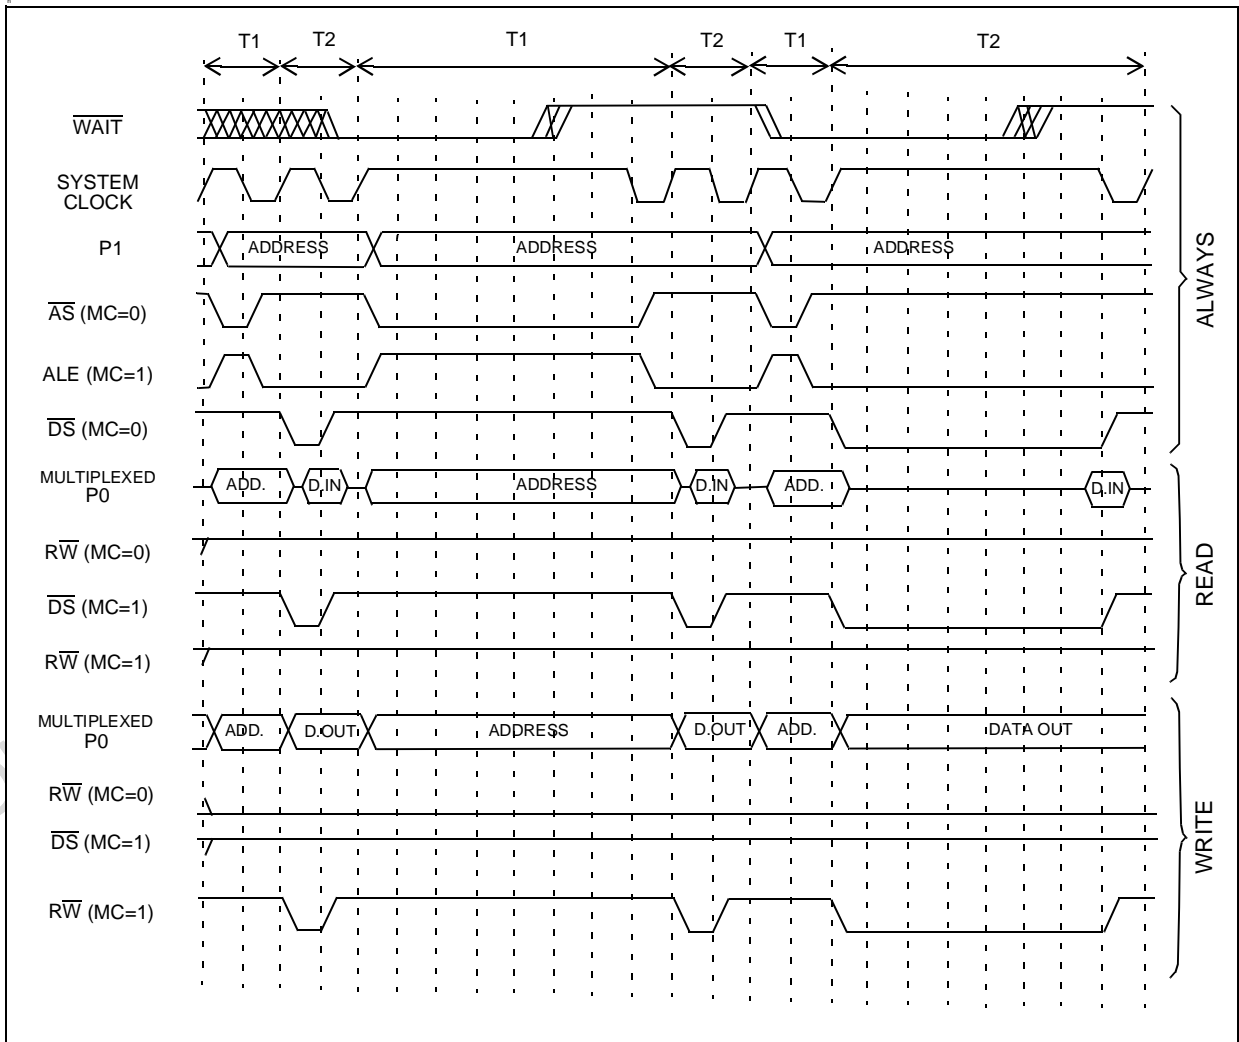 T1 T2 T1 T2 T1 T2
WAIT
SYSTEM
CLOCK
P1 ADDRESS ADDRESS ADDRESS
AS (MC=0)
ALE (MC=1)
DS (MC=0)
ALWAYS
MULTIPLEXED
P0
ADD. D.IN ADDRESS D.IN ADD. D.IN
RW (MC=0)
DS (MC=1)
RW (MC=1)
READ
MULTIPLEXED
P0
ADD. D.OUT ADDRESS D.OUT ADD. DATA OUT
RW (MC=0)
DS (MC=1)
RW (MC=1)
WRITE